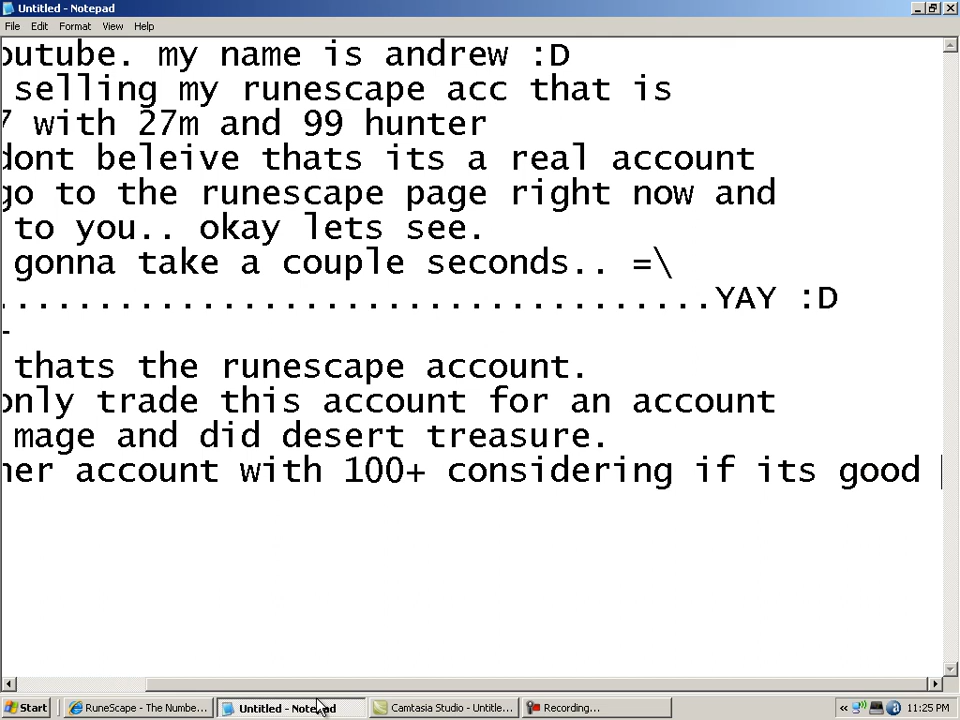 Untitled - Notepad
File Edit Format View Help
outube. my name is andrew :D
selling my runescape acc that is
7 with 27m and 99 hunter
dont beleive thats its a real account
go to the runescape page right now and
to you.. okay lets see.
gonna take a couple seconds.. =\
...................................YAY :D
-
thats the runescape account.
only trade this account for an account
mage and did desert treasure.
her account with 100+ considering if its good
Start RuneScape - The Numbe... Untitled - Notepad Camtasia Studio - Untitle... Recording... « 11:25 PM